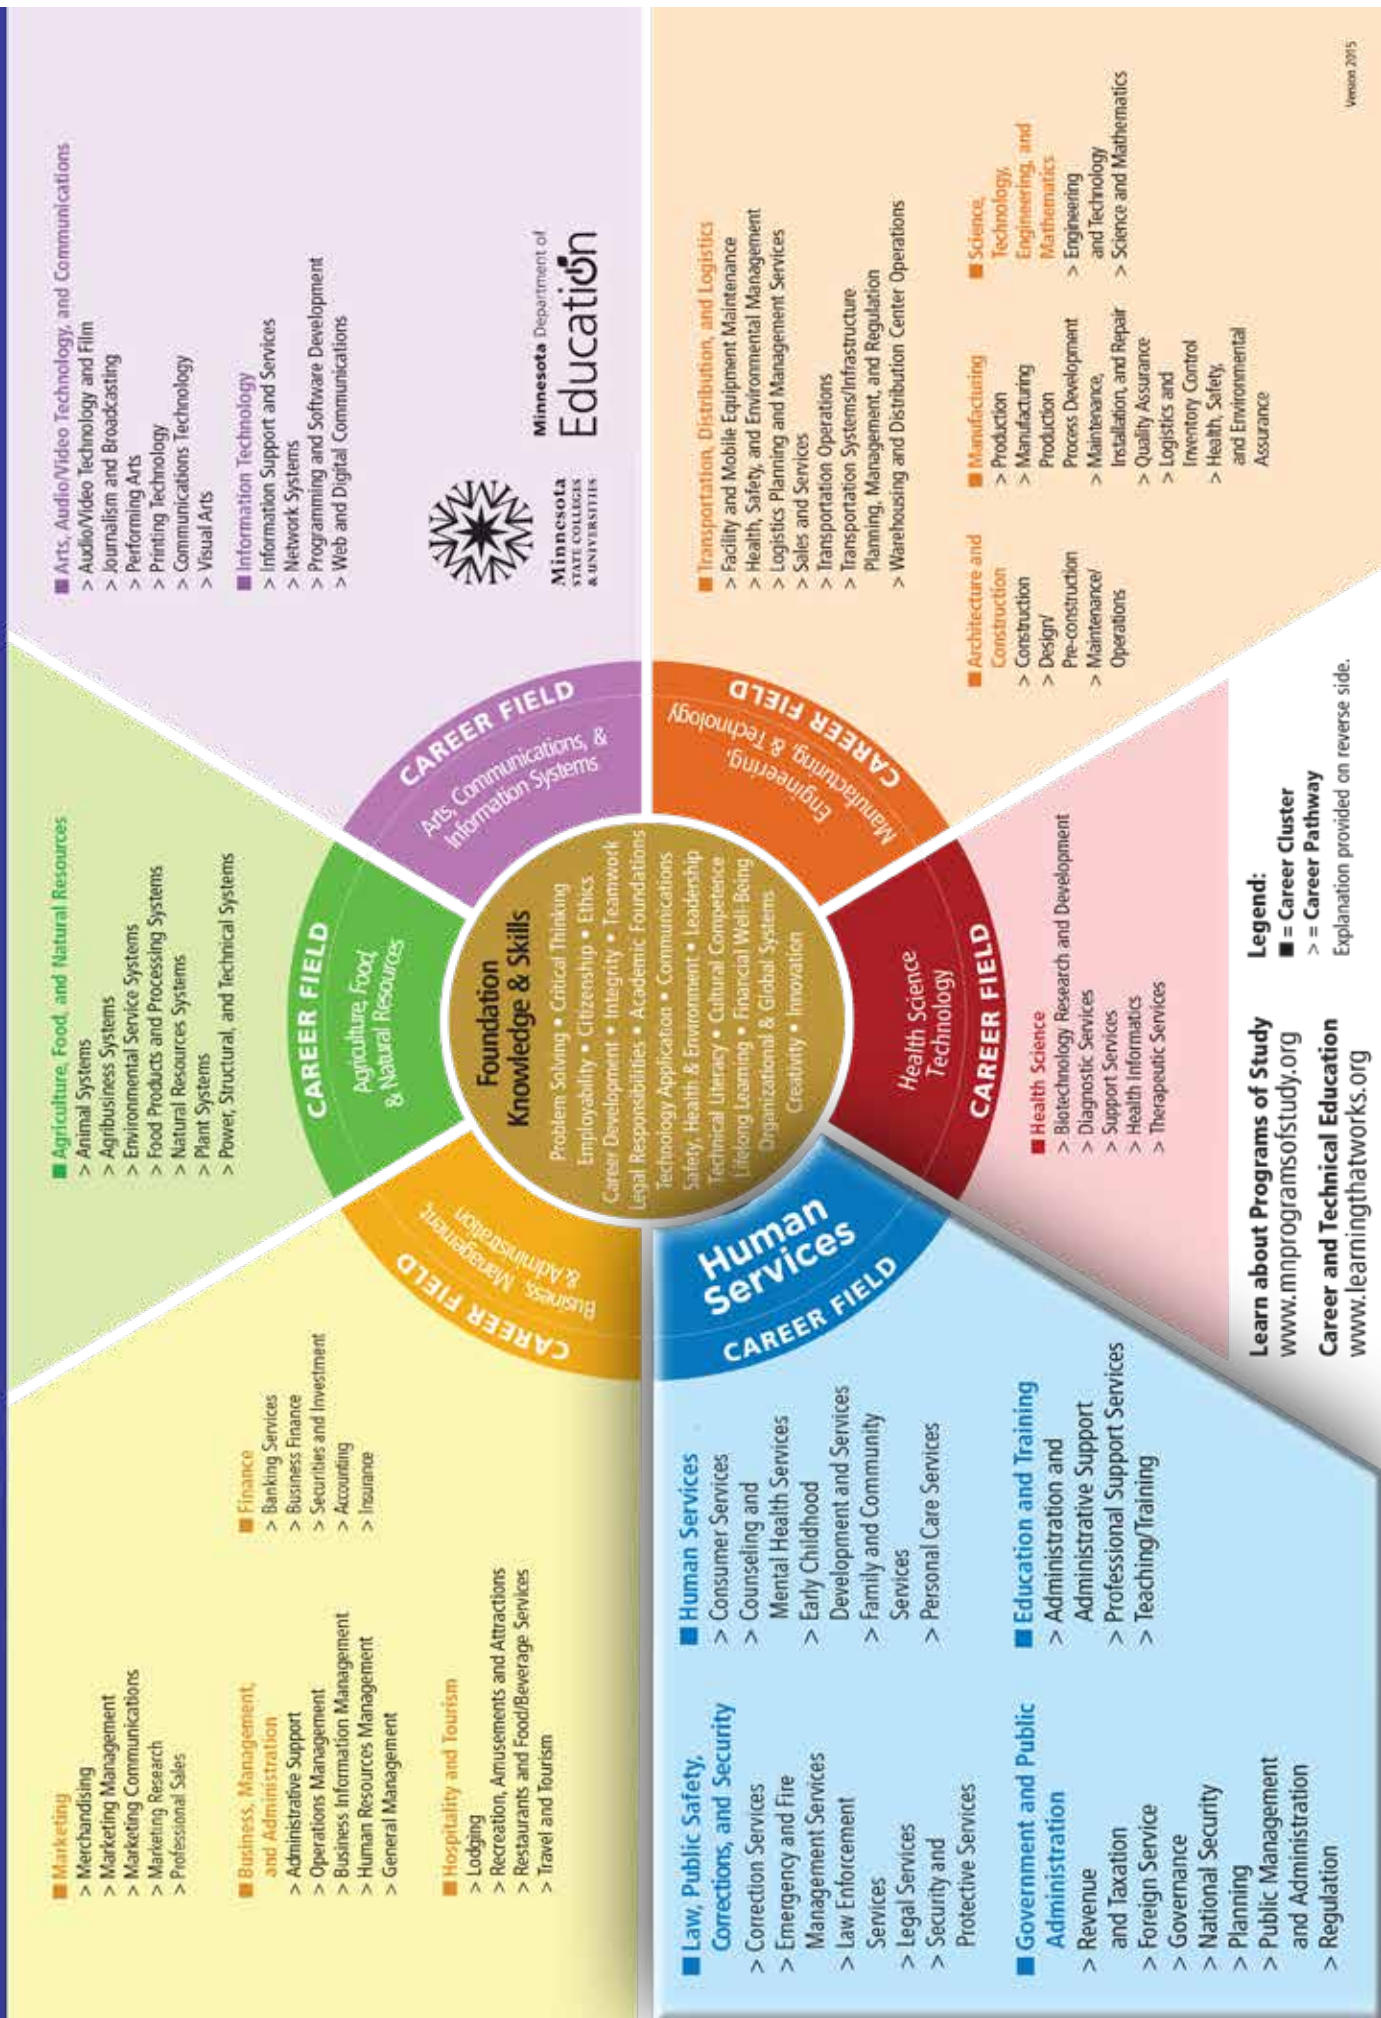 ■ Marketing
> Merchandising
> Marketing Management
> Marketing Communications
> Marketing Research
> Professional Sales
■ Business, Management,
and Administration
> Administrative Support
> Operations Management
> Business Information Management
> Human Resources Management
> General Management
■ Finance
> Banking Services
> Business Finance
> Securities and Investment
> Accounting
> Insurance
■ Hospitality and Tourism
> Lodging
> Recreation, Amusements and Attractions
> Restaurants and Food/Beverage Services
> Travel and Tourism
CAREER FIELD
Business, Management,
& Administration
■ Agriculture, Food, and Natural Resources
> Animal Systems
> Agribusiness Systems
> Environmental Service Systems
> Food Products and Processing Systems
> Natural Resources Systems
> Plant Systems
> Power, Structural, and Technical Systems
CAREER FIELD
Agriculture, Food,
& Natural Resources
■ Arts, Audio/Video Technology, and Communications
> Audio/Video Technology and Film
> Journalism and Broadcasting
> Performing Arts
> Printing Technology
> Communications Technology
> Visual Arts
■ Information Technology
> Information Support and Services
> Network Systems
> Programming and Software Development
> Web and Digital Communications
CAREER FIELD
Arts, Communications, &
Information Systems
Minnesota
STATE COLLEGES
& UNIVERSITIES
Minnesota Department of
Education
Foundation
Knowledge & Skills
Problem Solving • Critical Thinking
Employability • Citizenship • Ethics
Career Development • Integrity • Teamwork
Legal Responsibilities • Academic Foundations
Technology Application • Communications
Safety, Health & Environment • Leadership
Technical Literacy • Cultural Competence
Lifelong Learning • Financial Well-Being
Organizational & Global Systems
Creativity • Innovation
Human
Services
CAREER FIELD
■ Law, Public Safety,
Corrections, and Security
> Correction Services
> Emergency and Fire
Management Services
> Law Enforcement
Services
> Legal Services
> Security and
Protective Services
■ Human Services
> Consumer Services
> Counseling and
Mental Health Services
> Early Childhood
Development and Services
> Family and Community
Services
> Personal Care Services
■ Government and Public
Administration
> Revenue
and Taxation
> Foreign Service
> Governance
> National Security
> Planning
> Public Management
and Administration
> Regulation
■ Education and Training
> Administration and
Administrative Support
> Professional Support Services
> Teaching/Training
Health Science
Technology
CAREER FIELD
■ Health Science
> Biotechnology Research and Development
> Diagnostic Services
> Support Services
> Health Informatics
> Therapeutic Services
Engineering,
Manufacturing, & Technology
CAREER FIELD
■ Transportation, Distribution, and Logistics
> Facility and Mobile Equipment Maintenance
> Health, Safety, and Environmental Management
> Logistics Planning and Management Services
> Sales and Services
> Transportation Operations
> Transportation Systems/Infrastructure
Planning, Management, and Regulation
> Warehousing and Distribution Center Operations
■ Architecture and
Construction
> Construction
> Design/
Pre-construction
> Maintenance/
Operations
■ Manufacturing
> Production
> Manufacturing
Production
Process Development
> Maintenance,
Installation, and Repair
> Quality Assurance
> Logistics and
Inventory Control
> Health, Safety,
and Environmental
Assurance
■ Science,
Technology,
Engineering, and
Mathematics
> Engineering
and Technology
> Science and Mathematics
Learn about Programs of Study
www.mnprogramsofstudy.org
Career and Technical Education
www.learningthatworks.org
Legend:
■ = Career Cluster
> = Career Pathway
Explanation provided on reverse side.
Version 2015